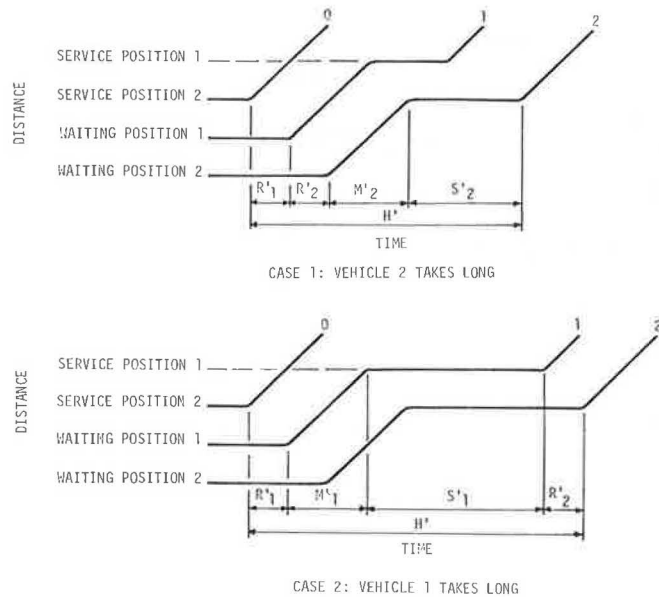 0
1
2
SERVICE POSITION 1
SERVICE POSITION 2
WAITING POSITION 1
WAITING POSITION 2
DISTANCE
R'1
R'2
M'2
S'2
H'
TIME
CASE 1: VEHICLE 2 TAKES LONG
0
1
2
SERVICE POSITION 1
SERVICE POSITION 2
WAITING POSITION 1
WAITING POSITION 2
DISTANCE
R'1
M'1
S'1
R'2
H'
TIME
CASE 2: VEHICLE 1 TAKES LONG